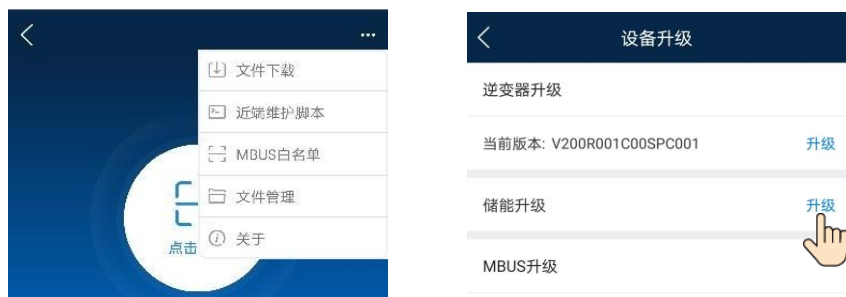 文件下载
近端维护脚本
MBUS白名单
文件管理
关于
点击
设备升级
逆变器升级
当前版本: V200R001C00SPC001 升级
储能升级 升级
MBUS升级